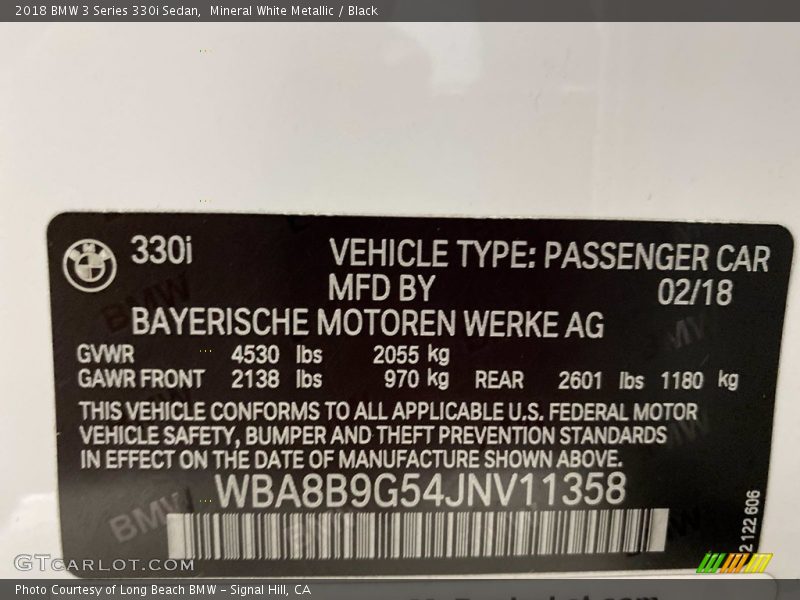 2018 BMW 3 Series 330i Sedan,  Mineral White Metallic / Black
330i
VEHICLE TYPE: PASSENGER CAR
MFD BY 02/18
BAYERISCHE MOTOREN WERKE AG
GVWR 4530 lbs 2055 kg
GAWR FRONT 2138 lbs 970 kg REAR 2601 lbs 1180 kg
THIS VEHICLE CONFORMS TO ALL APPLICABLE U.S. FEDERAL MOTOR
VEHICLE SAFETY, BUMPER AND THEFT PREVENTION STANDARDS
IN EFFECT ON THE DATE OF MANUFACTURE SHOWN ABOVE.
WBA8B9G54JNV11358
BMW
2 122 606
GTCARLOT.COM
Photo Courtesy of Long Beach BMW - Signal Hill, CA